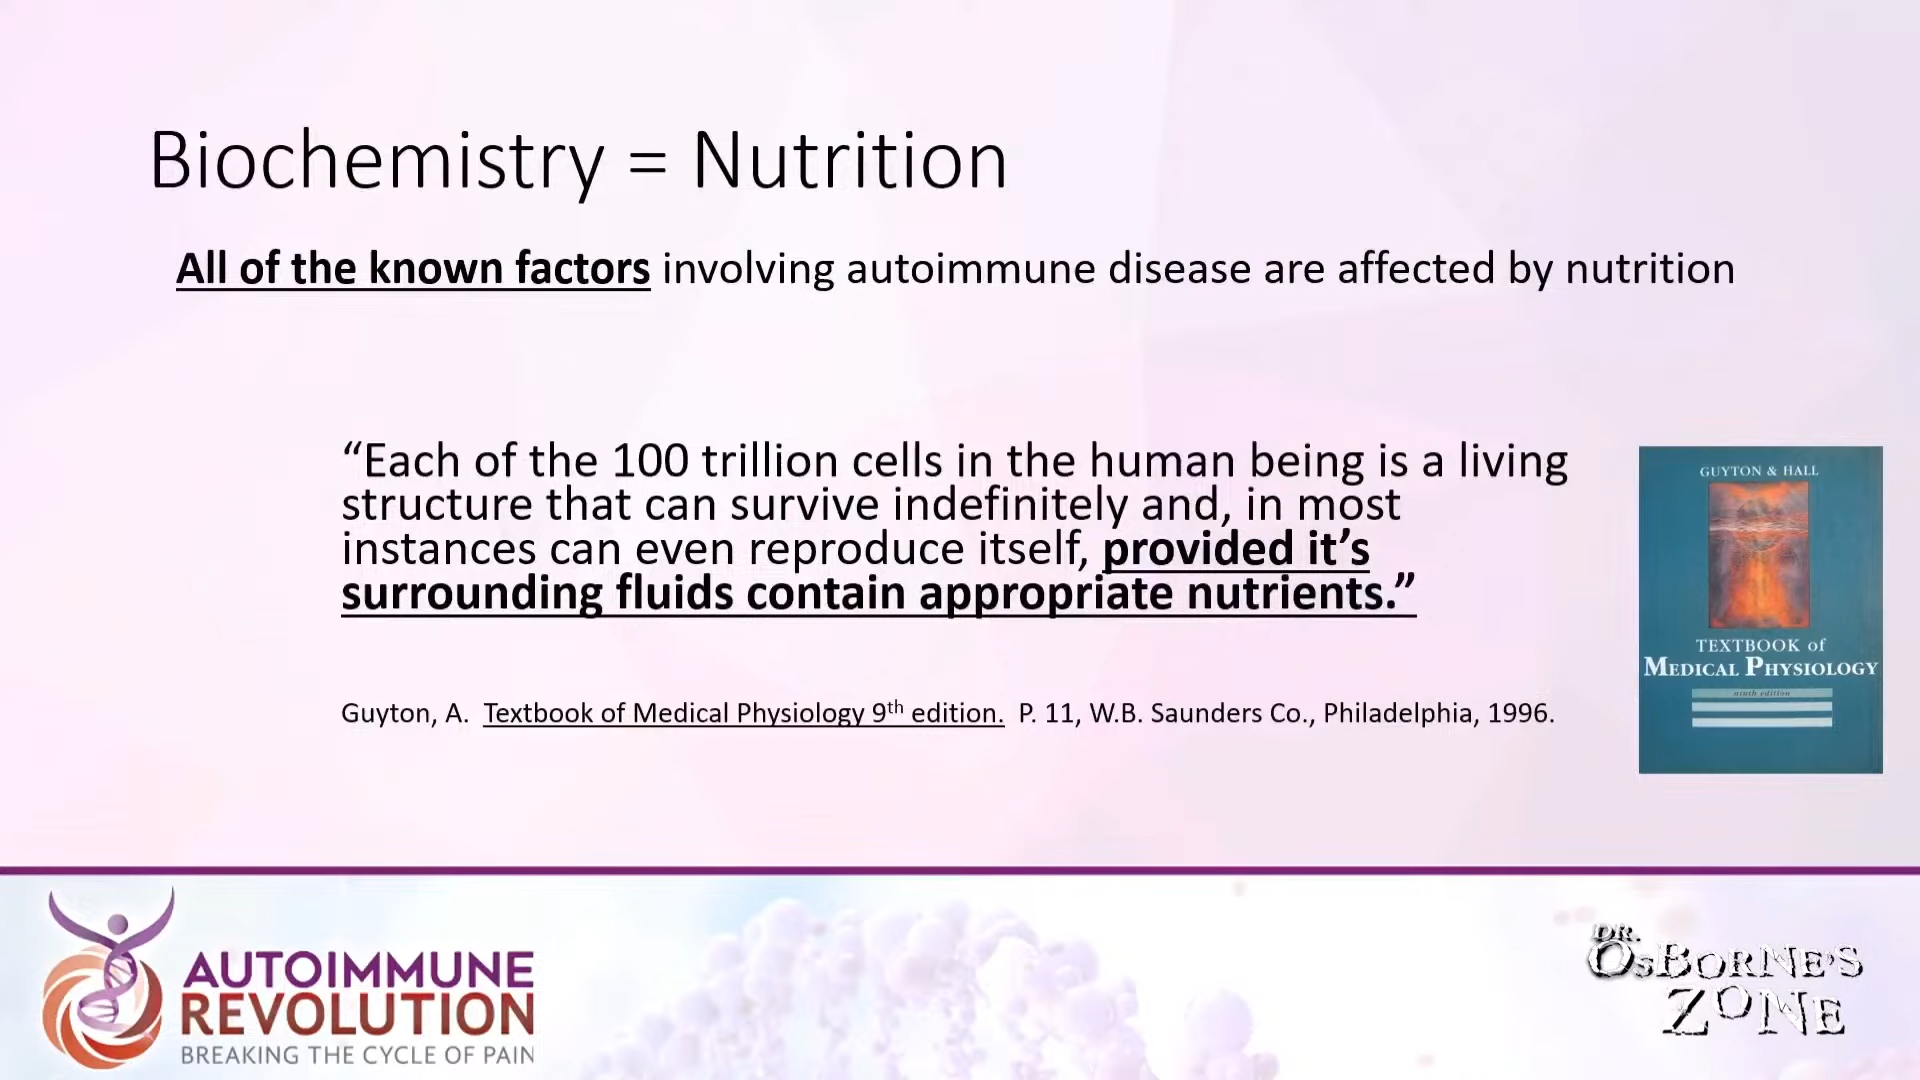 Biochemistry = Nutrition
All of the known factors involving autoimmune disease are affected by nutrition
“Each of the 100 trillion cells in the human being is a living
structure that can survive indefinitely and, in most
instances can even reproduce itself, provided it’s
surrounding fluids contain appropriate nutrients.”
Guyton, A. Textbook of Medical Physiology 9th edition. P. 11, W.B. Saunders Co., Philadelphia, 1996.
GUYTON & HALL
TEXTBOOK of
MEDICAL PHYSIOLOGY
ninth edition
AUTOIMMUNE
REVOLUTION
BREAKING THE CYCLE OF PAIN
DR.
OSBORNE'S
ZONE